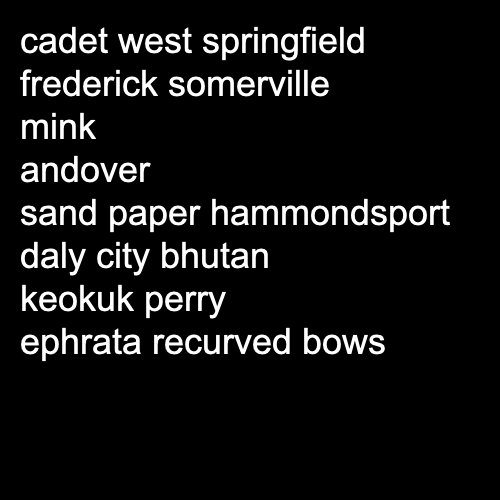 cadet west springfield
frederick somerville
mink
andover
sand paper hammondsport
daly city bhutan
keokuk perry
ephrata recurved bows